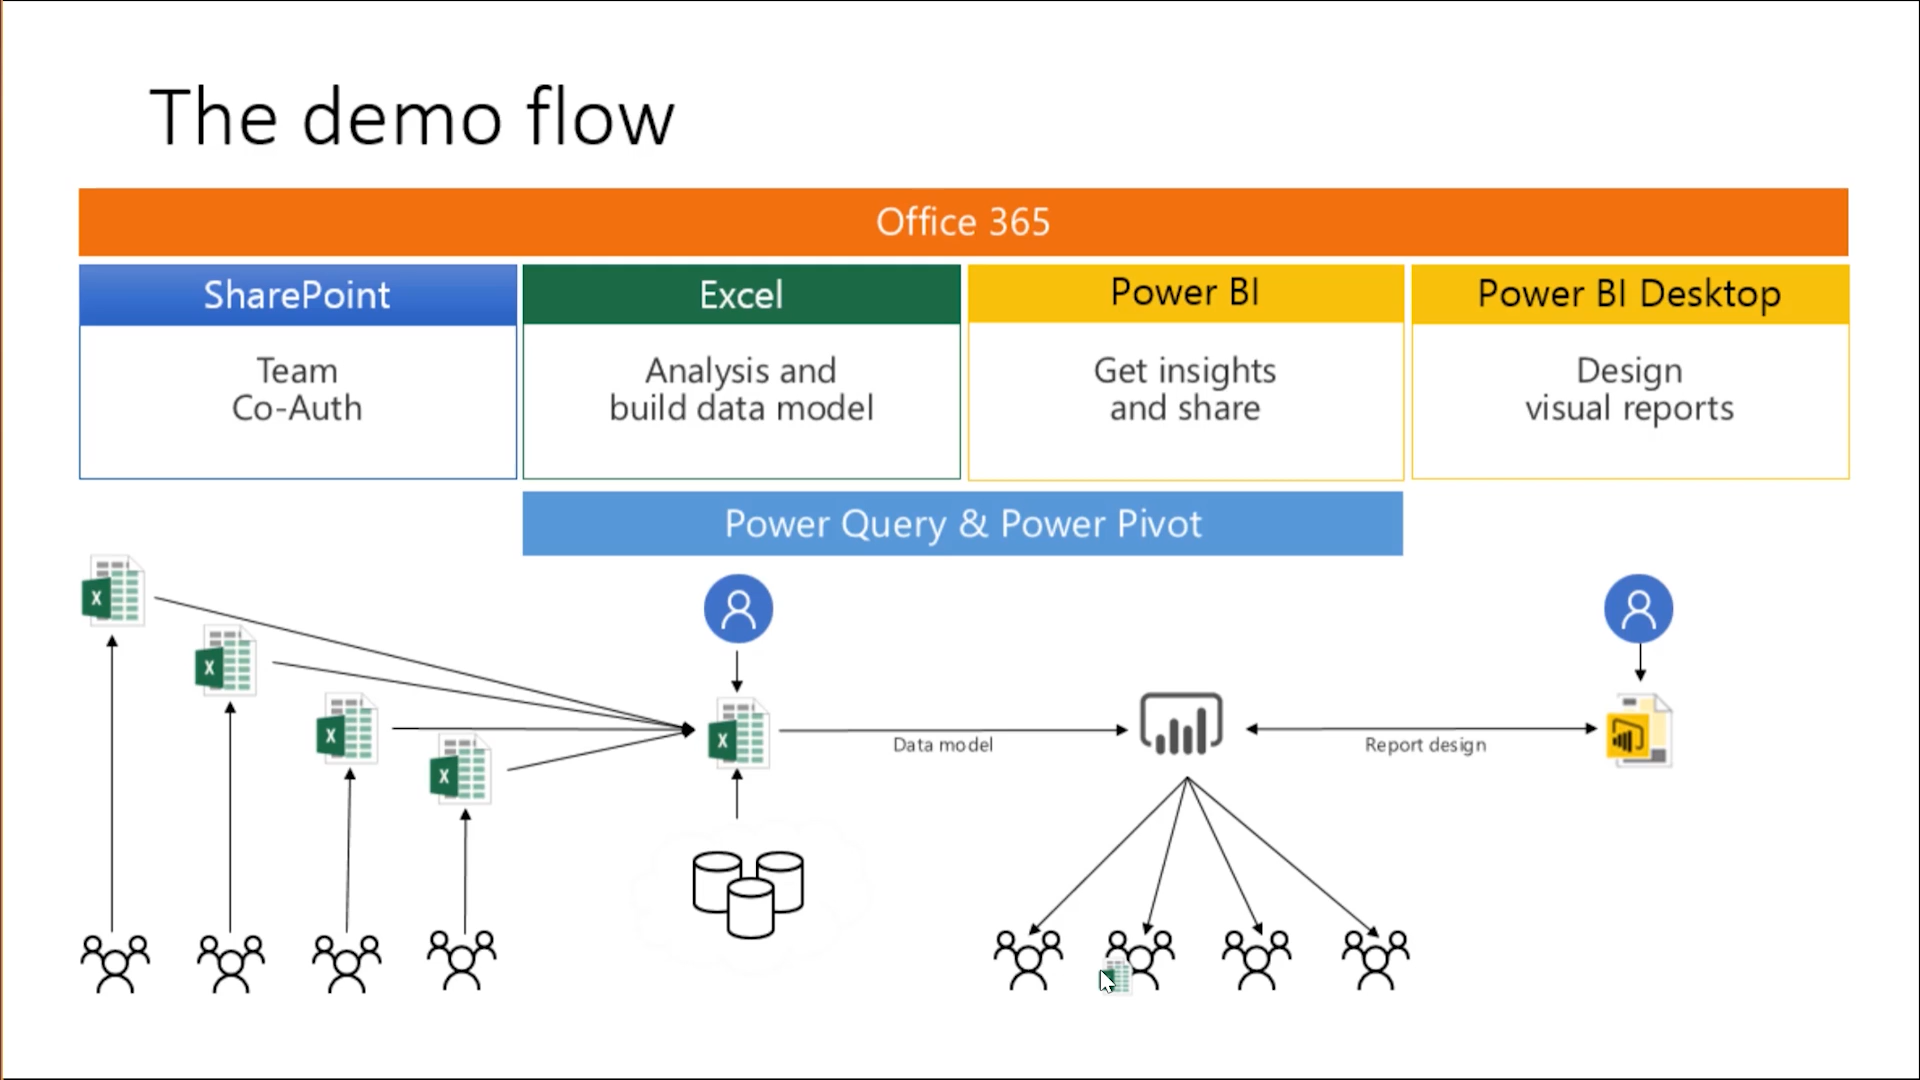 The demo flow
Office 365
SharePoint
Team
Co-Auth
Excel
Analysis and
build data model
Power BI
Get insights
and share
Power BI Desktop
Design
visual reports
Power Query & Power Pivot
X
X
X
X
X
Data model
Report design